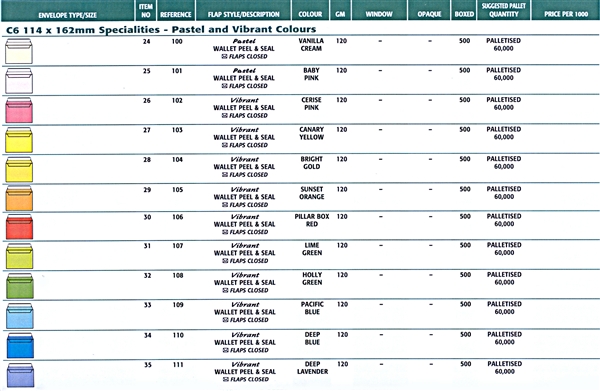 ENVELOPE TYPE/SIZE ITEM NO REFERENCE FLAP STYLE/DESCRIPTION COLOUR GM WINDOW OPAQUE BOXED SUGGESTED PALLET QUANTITY PRICE PER 1000
C6 114 x 162mm Specialities - Pastel and Vibrant Colours
24 100 Pastel VANILLA 120 – – 500 PALLETISED
WALLET PEEL & SEAL CREAM 60,000
☒ FLAPS CLOSED
25 101 Pastel BABY 120 – – 500 PALLETISED
WALLET PEEL & SEAL PINK 60,000
☒ FLAPS CLOSED
26 102 Vibrant CERISE 120 – – 500 PALLETISED
WALLET PEEL & SEAL PINK 60,000
☒ FLAPS CLOSED
27 103 Vibrant CANARY 120 – – 500 PALLETISED
WALLET PEEL & SEAL YELLOW 60,000
☒ FLAPS CLOSED
28 104 Vibrant BRIGHT 120 – – 500 PALLETISED
WALLET PEEL & SEAL GOLD 60,000
☒ FLAPS CLOSED
29 105 Vibrant SUNSET 120 – – 500 PALLETISED
WALLET PEEL & SEAL ORANGE 60,000
☒ FLAPS CLOSED
30 106 Vibrant PILLAR BOX 120 – – 500 PALLETISED
WALLET PEEL & SEAL RED 60,000
☒ FLAPS CLOSED
31 107 Vibrant LIME 120 – – 500 PALLETISED
WALLET PEEL & SEAL GREEN 60,000
☒ FLAPS CLOSED
32 108 Vibrant HOLLY 120 – – 500 PALLETISED
WALLET PEEL & SEAL GREEN 60,000
☒ FLAPS CLOSED
33 109 Vibrant PACIFIC 120 – – 500 PALLETISED
WALLET PEEL & SEAL BLUE 60,000
☒ FLAPS CLOSED
34 110 Vibrant DEEP 120 – – 500 PALLETISED
WALLET PEEL & SEAL BLUE 60,000
☒ FLAPS CLOSED
35 111 Vibrant DEEP 120 – – 500 PALLETISED
WALLET PEEL & SEAL LAVENDER 60,000
☒ FLAPS CLOSED